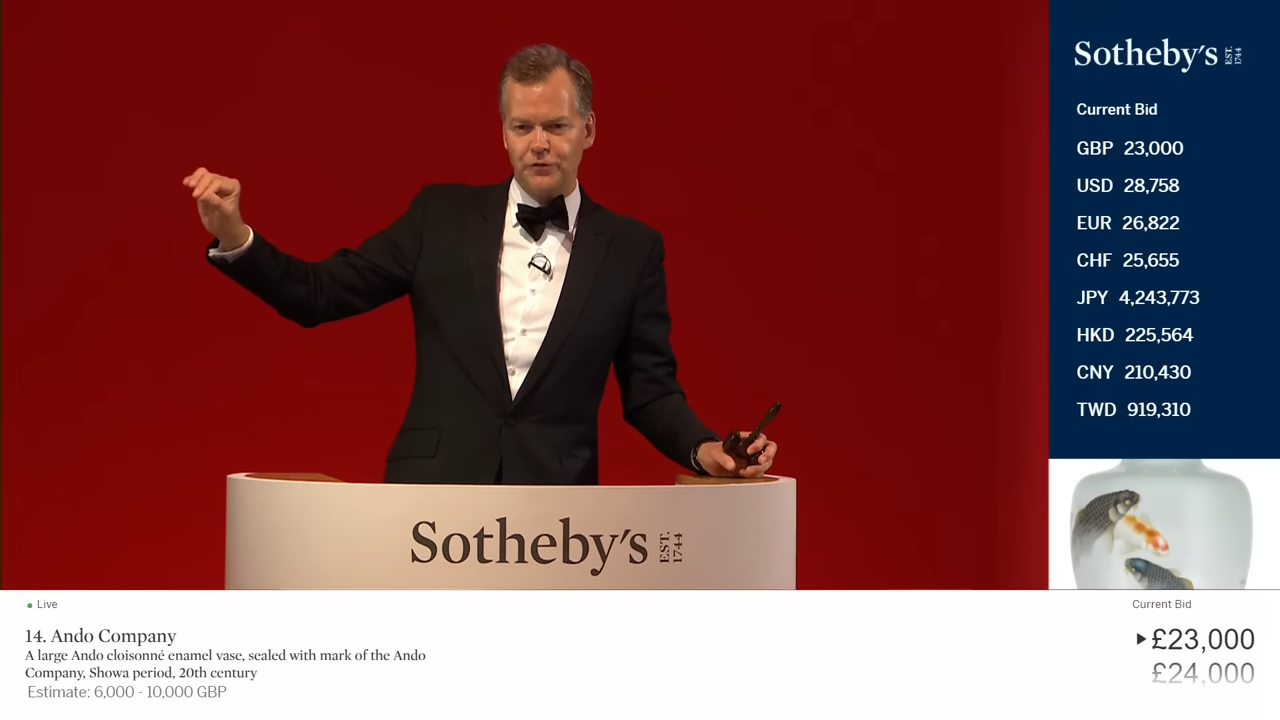 Sotheby's EST. 1744
Current Bid
GBP 23,000
USD 28,758
EUR 26,822
CHF 25,655
JPY 4,243,773
HKD 225,564
CNY 210,430
TWD 919,310
Sotheby's EST. 1744
Live
14. Ando Company
A large Ando cloisonné enamel vase, sealed with mark of the Ando
Company, Showa period, 20th century
Estimate: 6,000 - 10,000 GBP
Current Bid
£23,000
£24,000